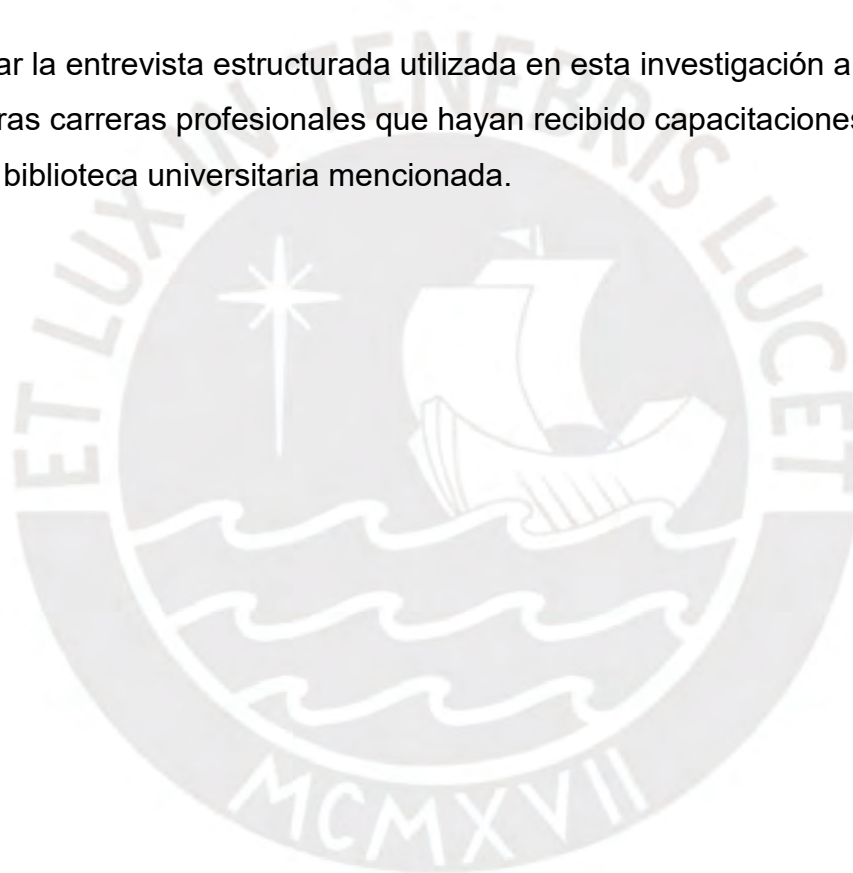 ar la entrevista estructurada utilizada en esta investigación a
ras carreras profesionales que hayan recibido capacitaciones
biblioteca universitaria mencionada.
ET LUX IN TENEBRIS LUCET
MCMXVII